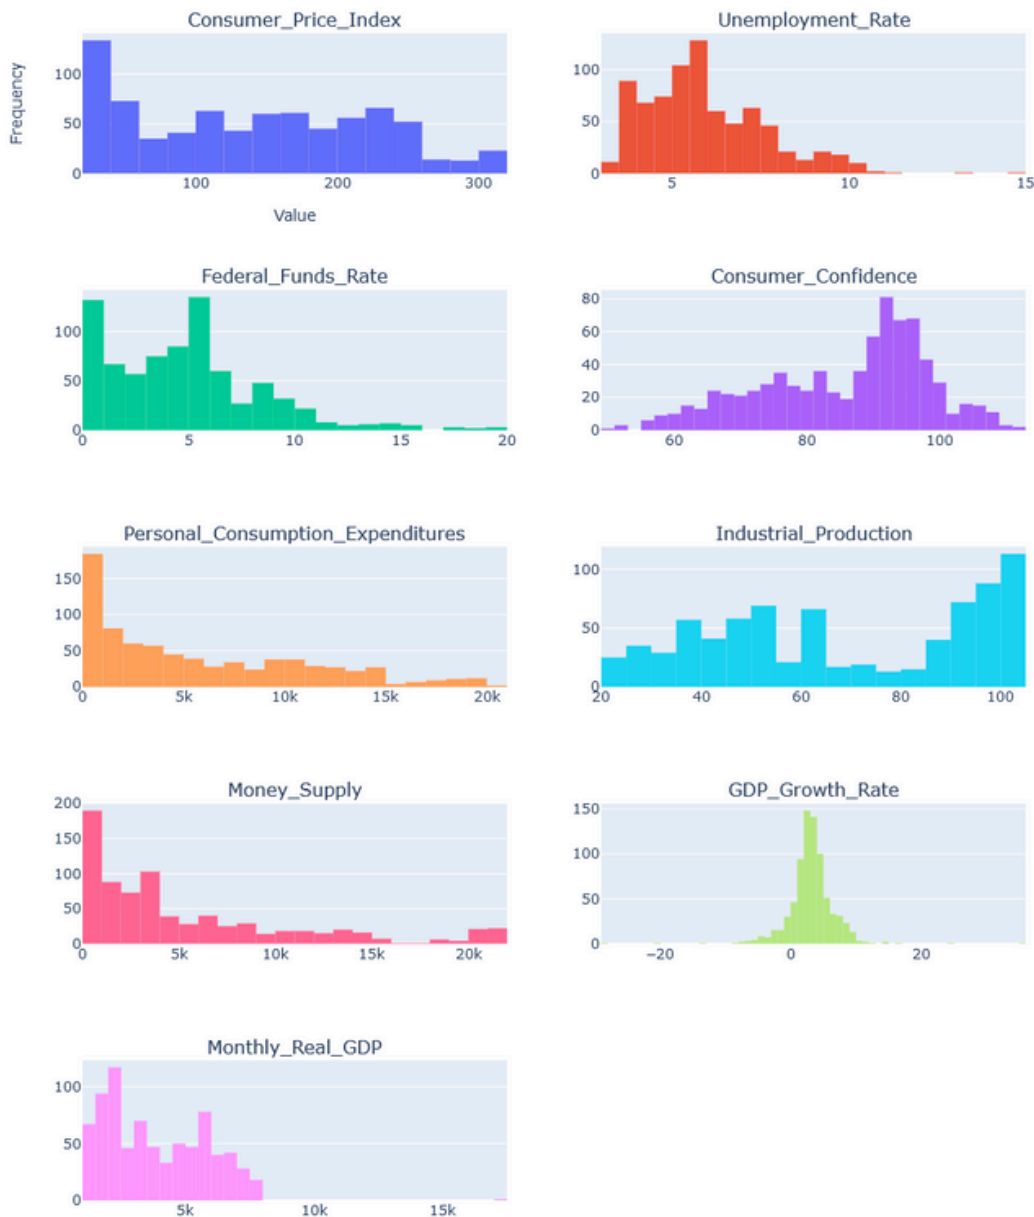 Consumer_Price_Index
Unemployment_Rate
Frequency
100
50
0
100
200
300
Value
100
50
0
5
10
15
Federal_Funds_Rate
Consumer_Confidence
100
50
0
0
5
10
15
20
80
60
40
20
0
60
80
100
Personal_Consumption_Expenditures
Industrial_Production
150
100
50
0
0
5k
10k
15k
20k
100
50
0
20
40
60
80
100
Money_Supply
GDP_Growth_Rate
200
150
100
50
0
0
5k
10k
15k
20k
150
100
50
0
−20
0
20
Monthly_Real_GDP
100
50
0
5k
10k
15k